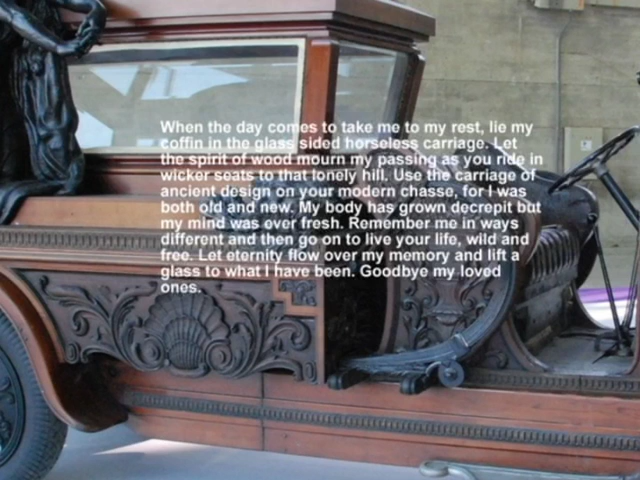 When the day comes to take me to my rest, lie my
coffin in the glass sided horseless carriage. Let
the spirit of wood mourn my passing as you ride in
wicker seats to that lonely hill. Use the carriage of
ancient design on your modern chasse, for I was
both old and new. My body has grown decrepit but
my mind was ever fresh. Remember me in ways
different and then go on to live your life, wild and
free. Let eternity flow over my memory and lift a
glass to what I have been. Goodbye my loved
ones.